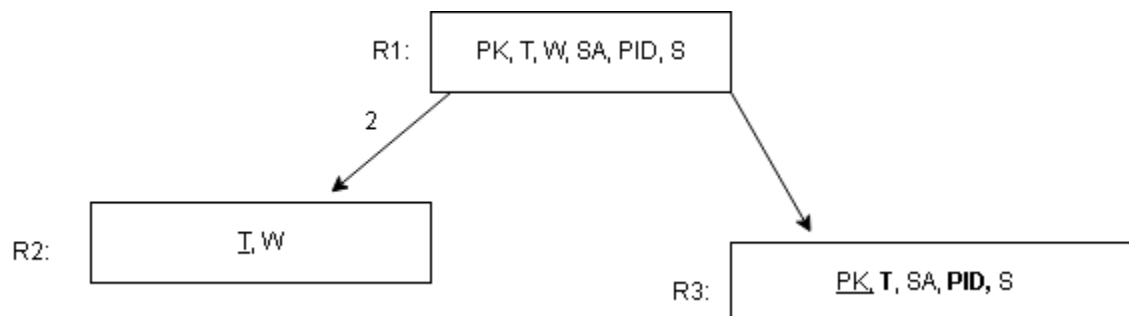 R1: PK, T, W, SA, PID, S
2
R2: T, W
R3: PK, T, SA, PID, S